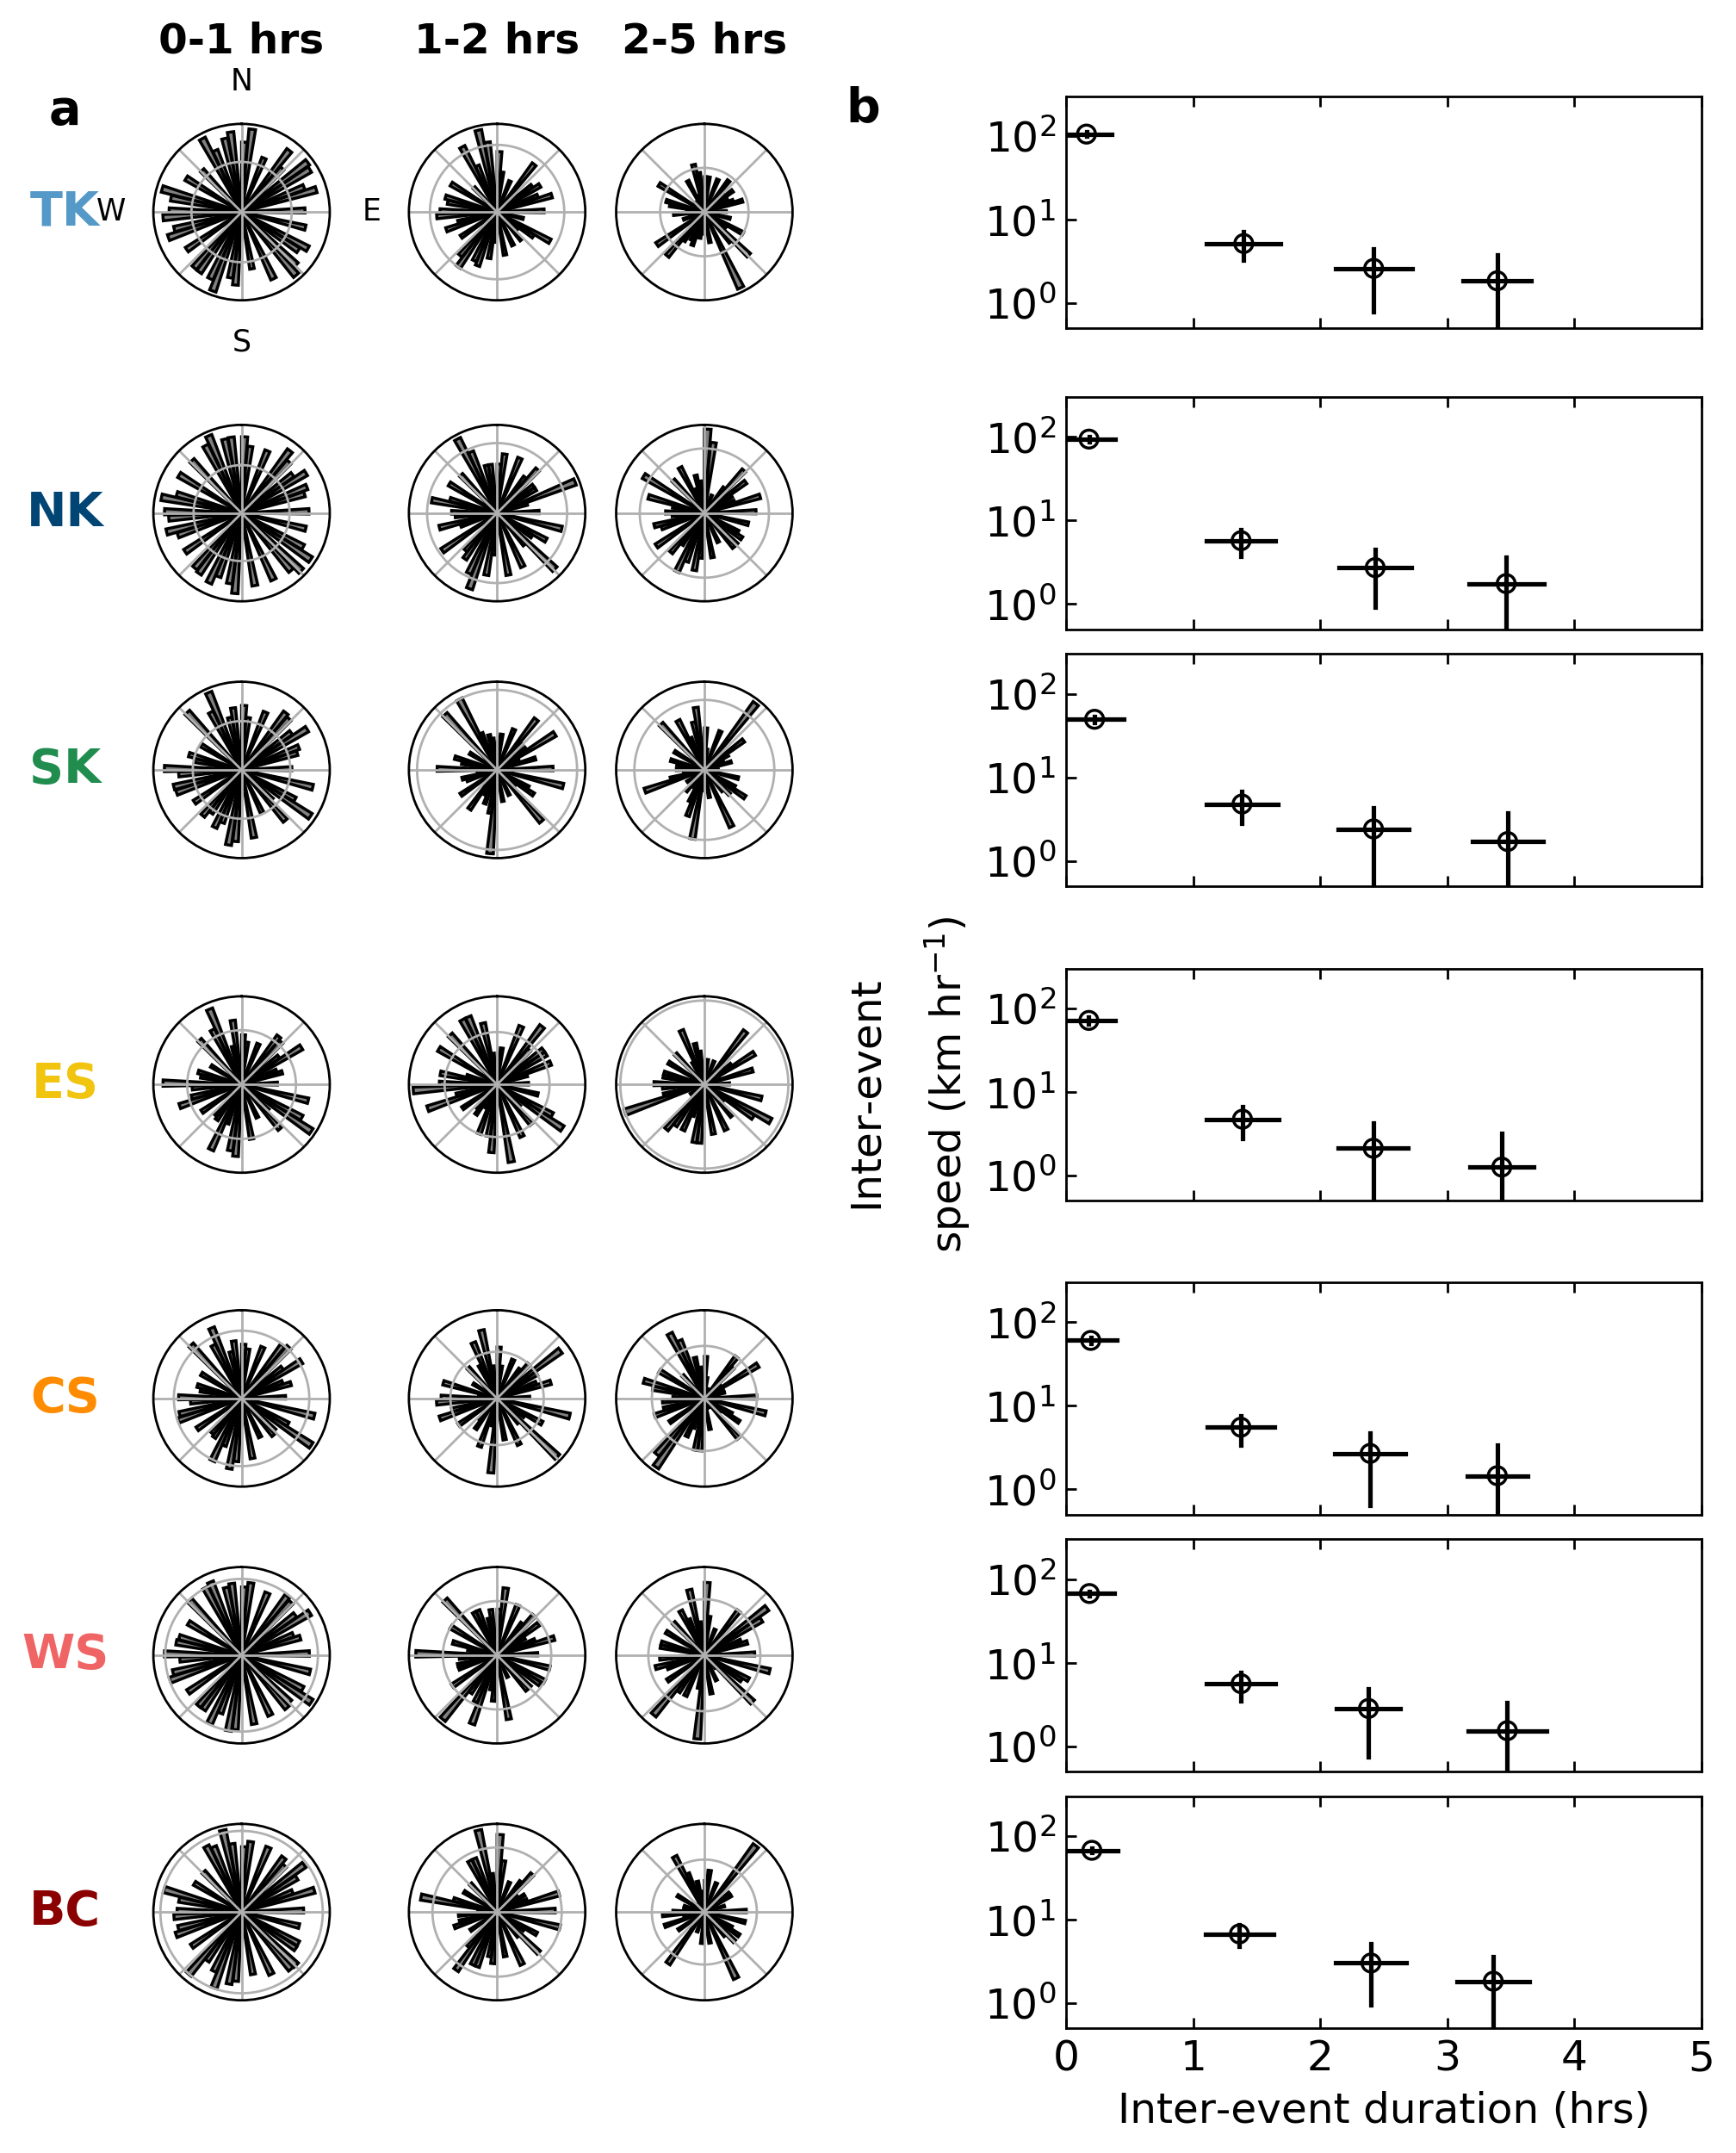 0-1 hrs 1-2 hrs 2-5 hrs
a
N
TK
W
E
S
NK
SK
ES
CS
WS
BC
b
Inter-event
speed (km hr⁻¹)
10²
10¹
10⁰
10²
10¹
10⁰
10²
10¹
10⁰
10²
10¹
10⁰
10²
10¹
10⁰
10²
10¹
10⁰
10²
10¹
10⁰
0 1 2 3 4 5
Inter-event duration (hrs)